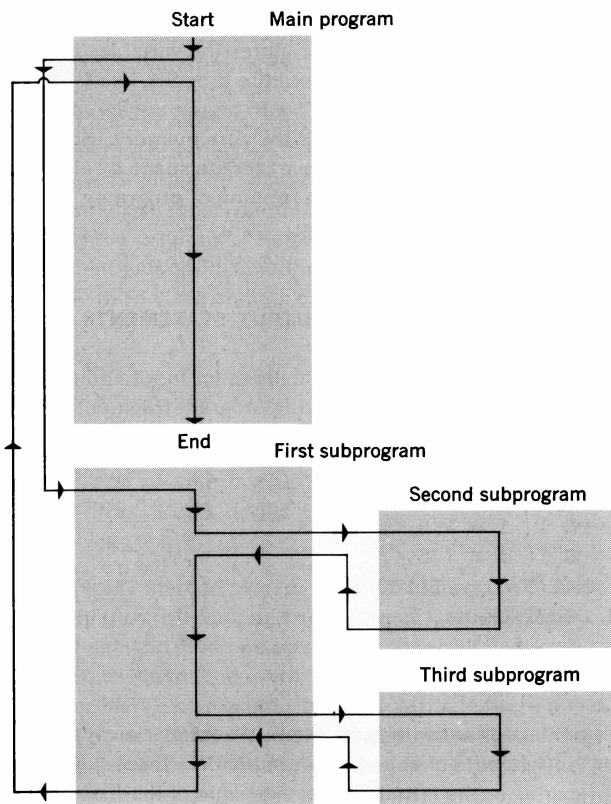 Start Main program
End
First subprogram
Second subprogram
Third subprogram